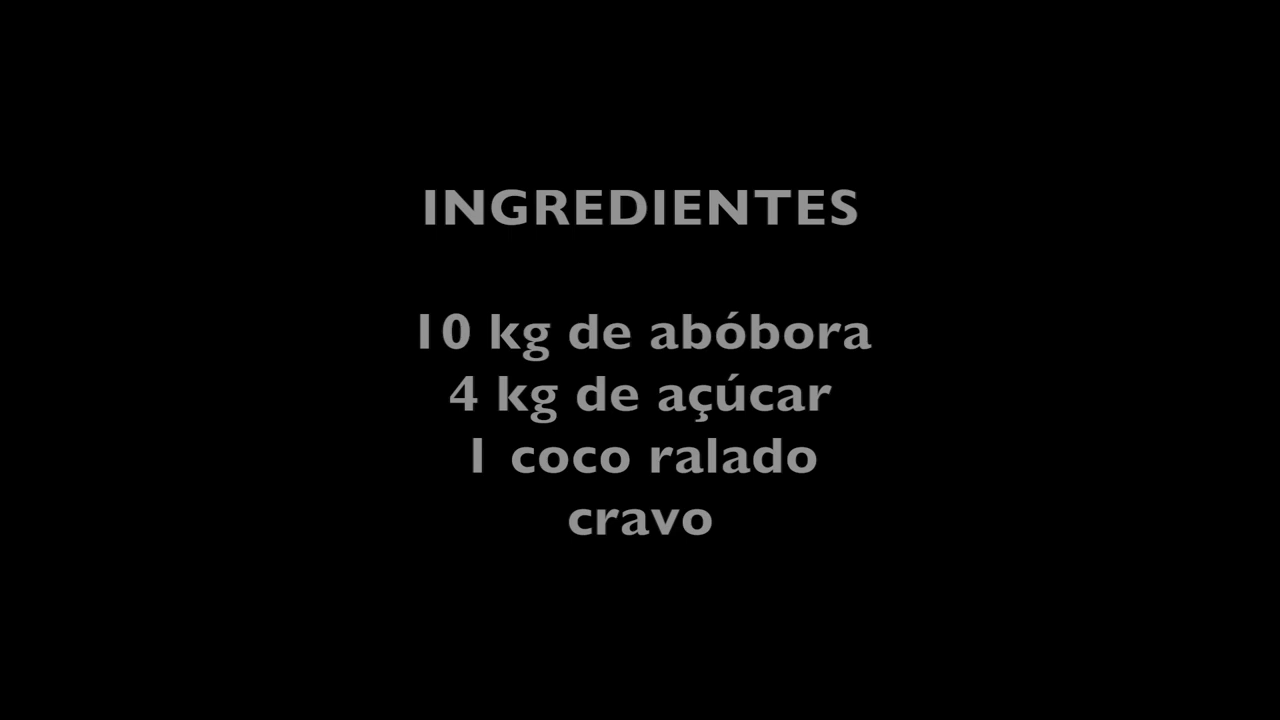 INGREDIENTES
10 kg de abóbora
4 kg de açúcar
1 coco ralado
cravo